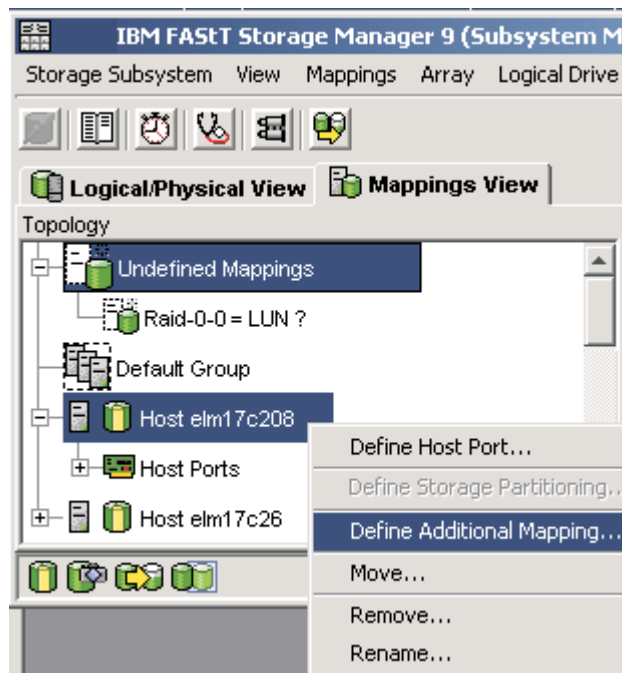 IBM FAStT Storage Manager 9 (Subsystem M
Storage Subsystem View Mappings Array Logical Drive
Logical/Physical View Mappings View
Topology
Undefined Mappings
Raid-0-0 = LUN ?
Default Group
Host elm17c208
Define Host Port...
Host Ports
Define Storage Partitioning..
Host elm17c26
Define Additional Mapping...
Move...
Remove...
Rename...